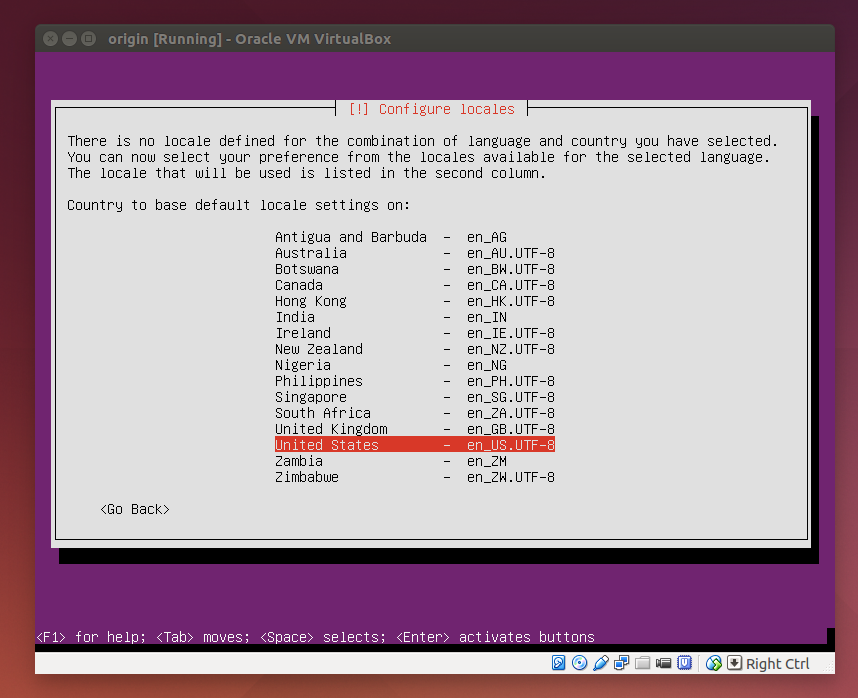 origin [Running] - Oracle VM VirtualBox
[!] Configure locales
There is no locale defined for the combination of language and country you have selected.
You can now select your preference from the locales available for the selected language.
The locale that will be used is listed in the second column.
Country to base default locale settings on:
Antigua and Barbuda - en_AG
Australia - en_AU.UTF-8
Botswana - en_BW.UTF-8
Canada - en_CA.UTF-8
Hong Kong - en_HK.UTF-8
India - en_IN
Ireland - en_IE.UTF-8
New Zealand - en_NZ.UTF-8
Nigeria - en_NG
Philippines - en_PH.UTF-8
Singapore - en_SG.UTF-8
South Africa - en_ZA.UTF-8
United Kingdom - en_GB.UTF-8
United States - en_US.UTF-8
Zambia - en_ZM
Zimbabwe - en_ZW.UTF-8
<Go Back>
<F1> for help; <Tab> moves; <Space> selects; <Enter> activates buttons
Right Ctrl